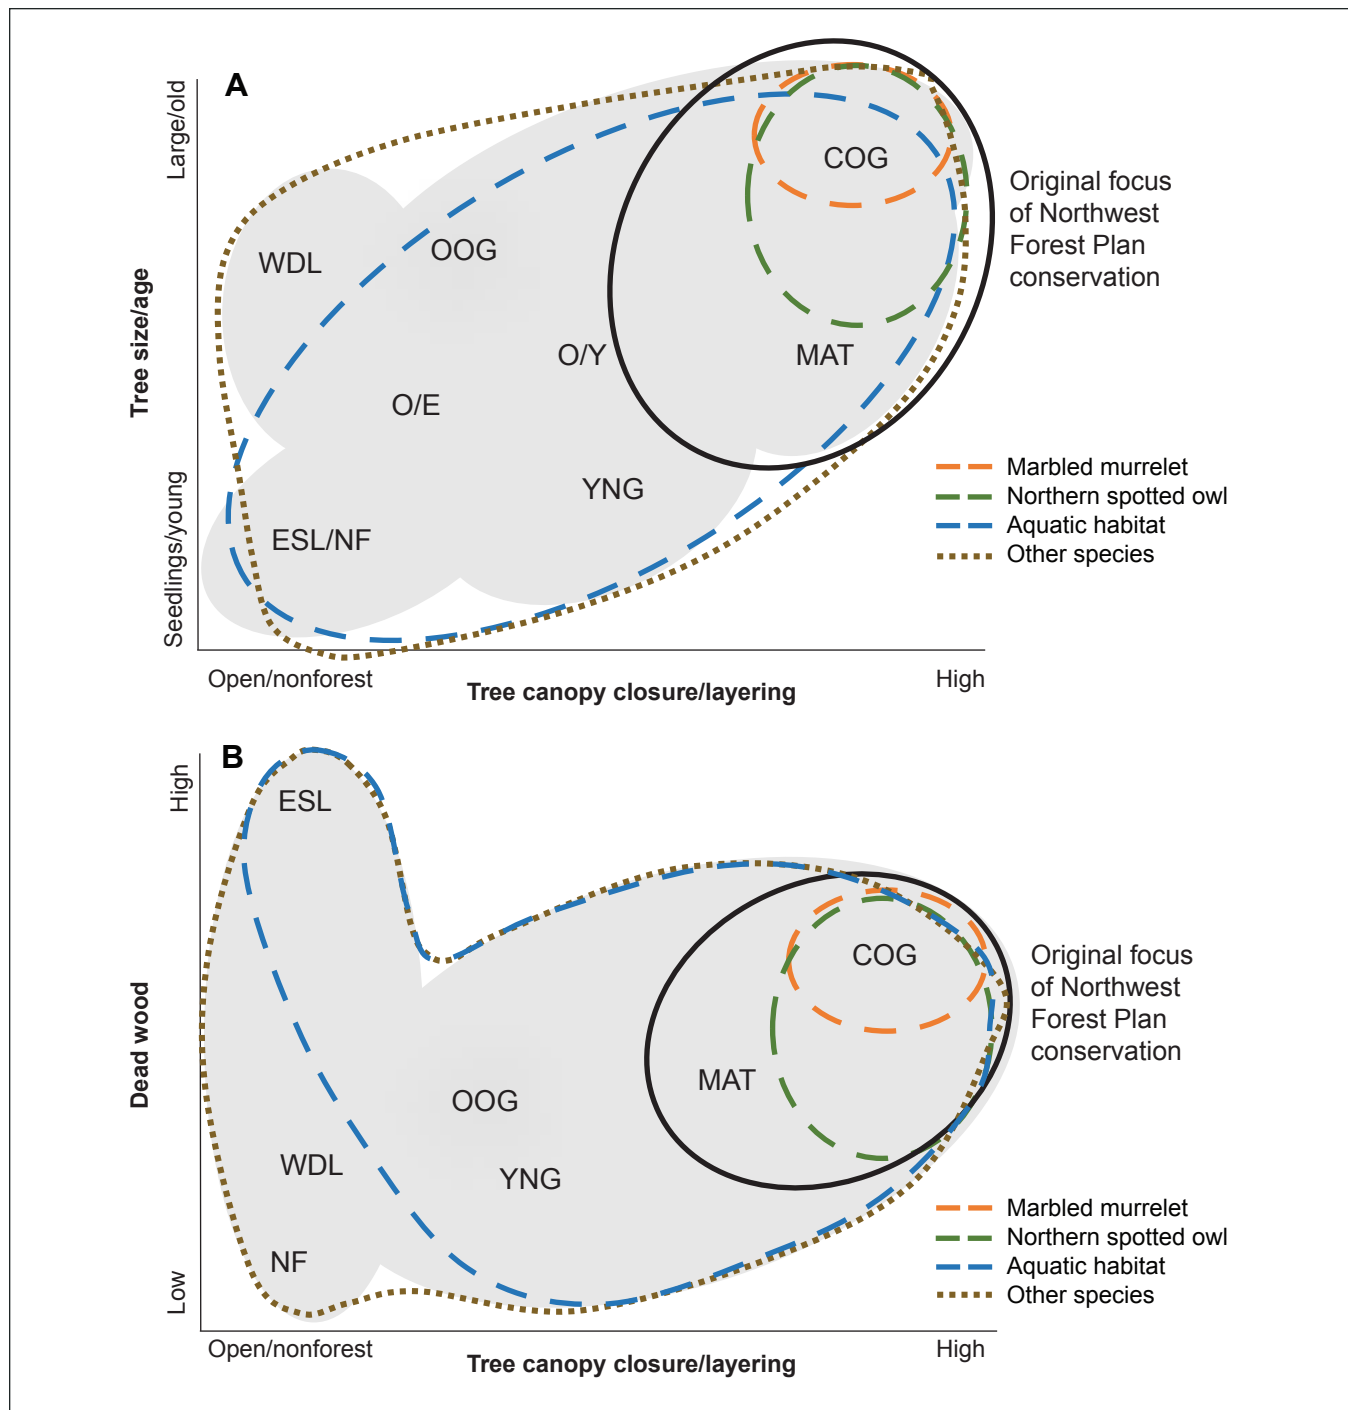 A
Large/old
Tree size/age
Seedlings/young
WDL
OOG
COG
O/Y
MAT
O/E
YNG
ESL/NF
Original focus
of Northwest
Forest Plan
conservation
Marbled murrelet
Northern spotted owl
Aquatic habitat
Other species
Open/nonforest
Tree canopy closure/layering
High
B
High
Dead wood
Low
ESL
COG
MAT
OOG
YNG
WDL
NF
Original focus
of Northwest
Forest Plan
conservation
Marbled murrelet
Northern spotted owl
Aquatic habitat
Other species
Open/nonforest
Tree canopy closure/layering
High